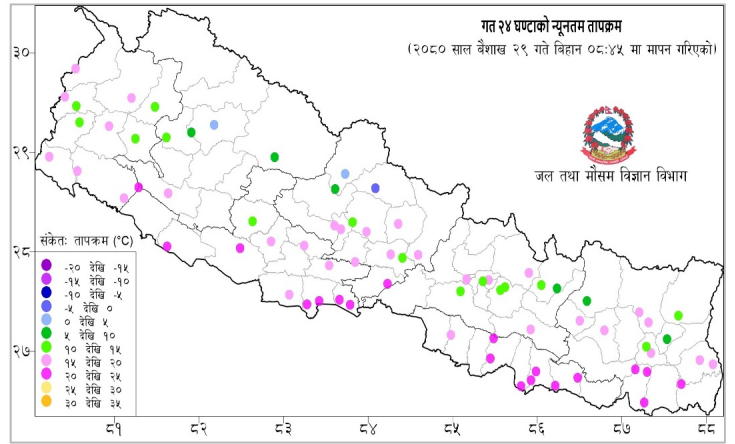 गत २४ घण्टाको न्यूनतम तापक्रम
(२०८० साल बैशाख २९ गते बिहान ०८:४५ मा मापन गरिएको)
जल तथा मौसम विज्ञान विभाग
३०
२९
२८
२७
संकेतः तापक्रम (°C)
-२० देखि -१५
-१५ देखि -१०
-१० देखि -५
-५ देखि ०
० देखि ५
५ देखि १०
१० देखि १५
१५ देखि २०
२० देखि २५
२५ देखि ३०
३० देखि ३५
८१ ८२ ८३ ८४ ८५ ८६ ८७ ८८